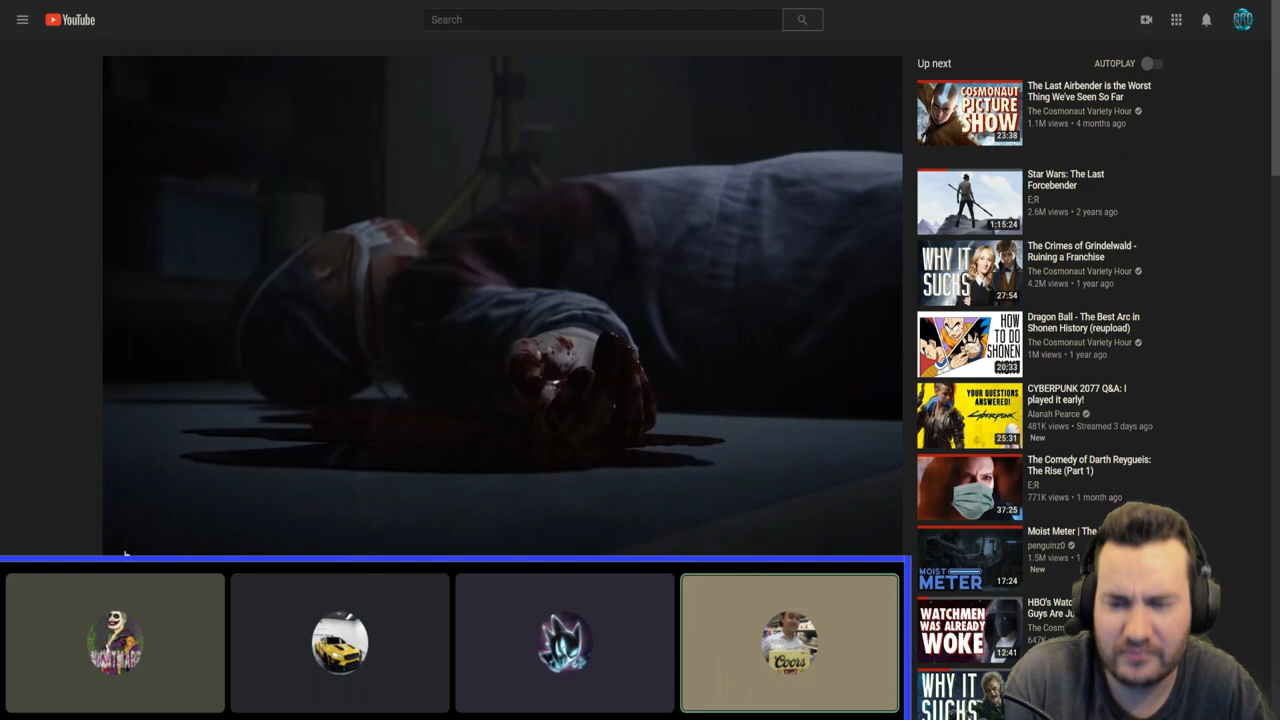 YouTube
Search
Up next
AUTOPLAY
COSMONAUT
PICTURE
SHOW
23:38
The Last Airbender is the Worst
Thing We've Seen So Far
The Cosmonaut Variety Hour
1.1M views • 4 months ago
1:15:24
Star Wars: The Last
Forcebender
E;R
2.6M views • 2 years ago
WHY IT
SUCKS
27:54
The Crimes of Grindelwald -
Ruining a Franchise
The Cosmonaut Variety Hour
4.2M views • 1 year ago
HOW
TO DO
SHONEN
RIGHT
20:33
Dragon Ball - The Best Arc in
Shonen History (reupload)
The Cosmonaut Variety Hour
1M views • 1 year ago
YOUR QUESTIONS
ANSWERED!
CYBERPUNK
25:31
CYBERPUNK 2077 Q&A: I
played it early!
Alanah Pearce
481K views • Streamed 3 days ago
New
37:25
The Comedy of Darth Reygueis:
The Rise (Part 1)
E;R
771K views • 1 month ago
MOIST
METER
17:24
Moist Meter | The
penguinz0
1.5M views • 1
New
WATCHMEN
WAS ALREADY
WOKE
12:41
HBO's
Guys Are
The Cosm
647K
WHY IT
SUCKS
NIGHTMARE
Coors